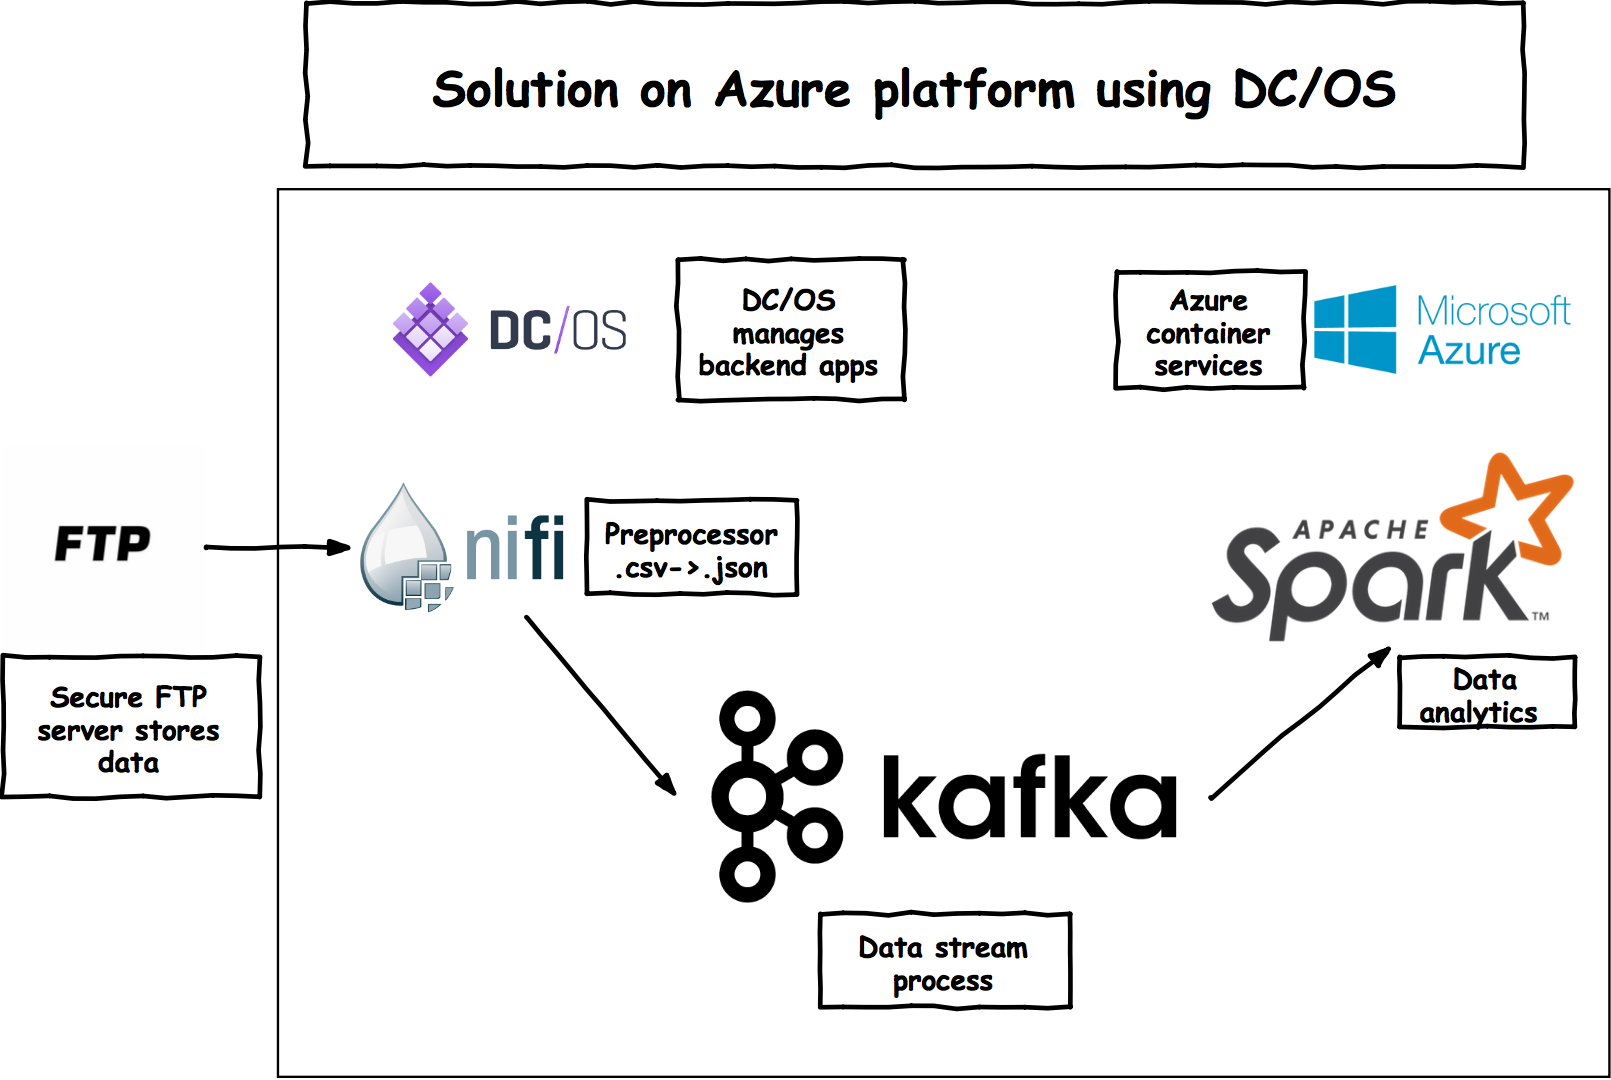 Solution on Azure platform using DC/OS
DC/OS
DC/OS
manages
backend apps
Azure
container
services
Microsoft
Azure
FTP
nifi
Preprocessor
.csv->.json
APACHE
Spark™
Secure FTP
server stores
data
Data
analytics
kafka
Data stream
process